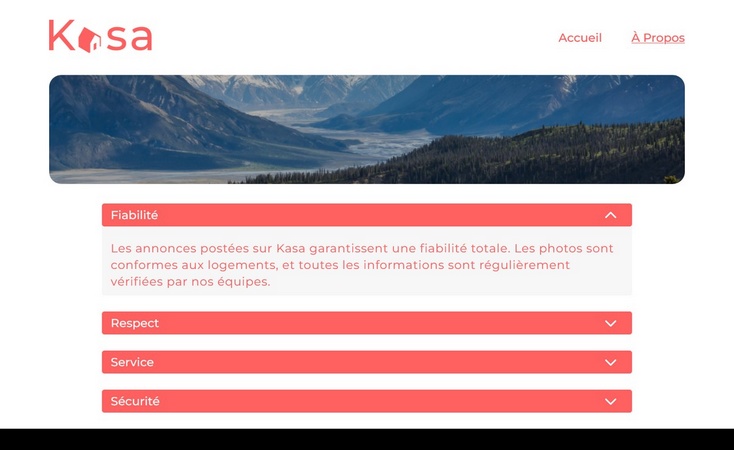 Kasa
Accueil
À Propos
Fiabilité
Les annonces postées sur Kasa garantissent une fiabilité totale. Les photos sont
conformes aux logements, et toutes les informations sont régulièrement
vérifiées par nos équipes.
Respect
Service
Sécurité